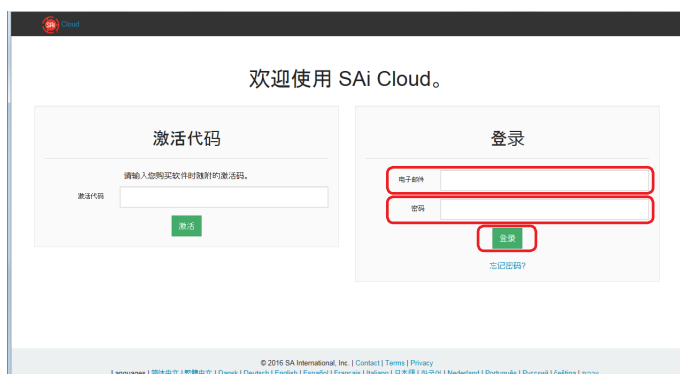 SAi Cloud
欢迎使用 SAi Cloud。
激活代码
请输入您购买软件时随附的激活码。
激活代码
激活
登录
电子邮件
密码
登录
忘记密码?
© 2016 SA International, Inc. | Contact | Terms | Privacy
Languages | 简体中文 | 繁體中文 | Dansk | Deutsch | English | Español | Français | Italiano | 日本語 | 한국어 | Nederland | Português | Русский | čeština | עברית